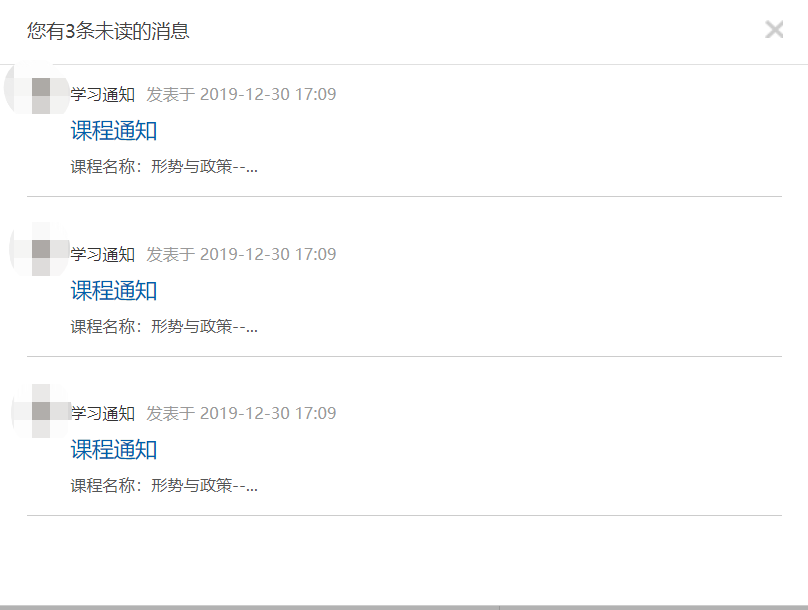 您有3条未读的消息
学习通知 发表于 2019-12-30 17:09
课程通知
课程名称：形势与政策--...
学习通知 发表于 2019-12-30 17:09
课程通知
课程名称：形势与政策--...
学习通知 发表于 2019-12-30 17:09
课程通知
课程名称：形势与政策--...